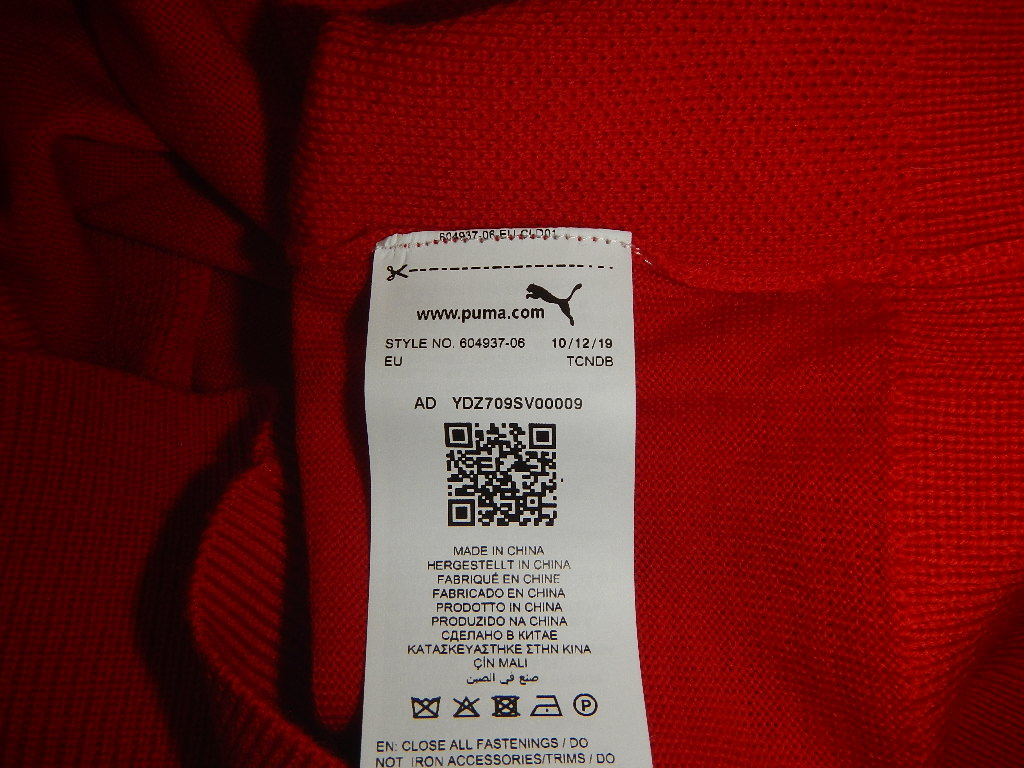 604937-06 EU CLD01
www.puma.com
STYLE NO. 604937-06 10/12/19
EU TCNDB
AD YDZ709SV00009
MADE IN CHINA
HERGESTELLT IN CHINA
FABRIQUÉ EN CHINE
FABRICADO EN CHINA
PRODOTTO IN CHINA
PRODUZIDO NA CHINA
СДЕЛАНО В КИТАЕ
ΚΑΤΑΣΚΕΥΑΣΤΗΚΕ ΣΤΗΝ ΚΙΝΑ
ÇİN MALI
صنع في الصين
P
EN: CLOSE ALL FASTENINGS / DO
NOT IRON ACCESSORIES/TRIMS / DO